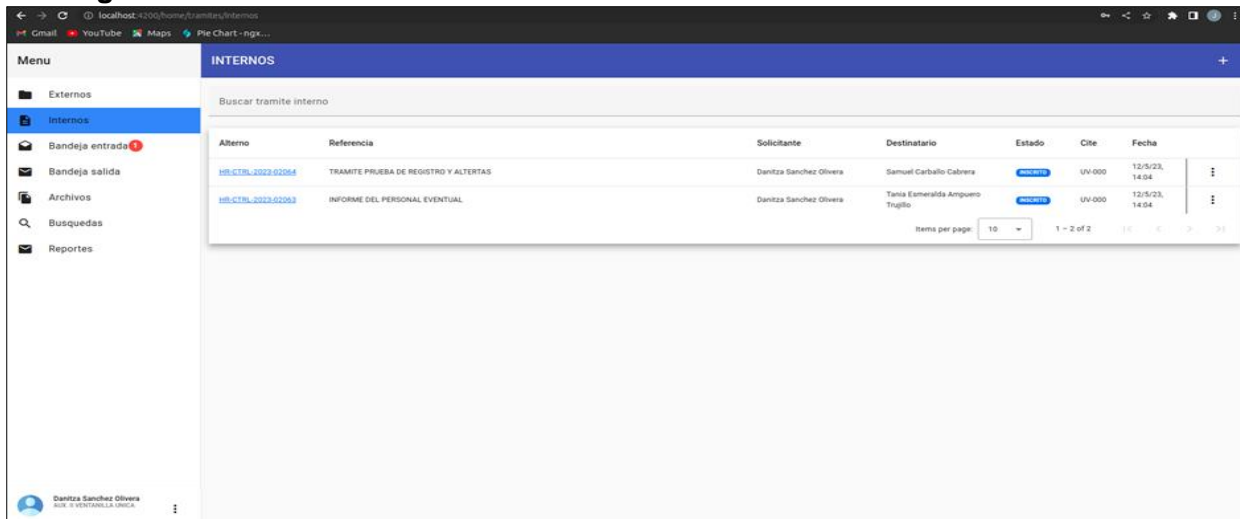 localhost:4200/home/tramites/internos
Gmail YouTube Maps Pie Chart - ngx...
Menu
INTERNOS
+
Externos
Internos
Bandeja entrada 1
Bandeja salida
Archivos
Busquedas
Reportes
Buscar tramite interno
Alterno Referencia Solicitante Destinatario Estado Cite Fecha
HR-CTRL-2023-02064 TRAMITE PRUEBA DE REGISTRO Y ALTERTAS Danitza Sanchez Olivera Samuel Carballo Cabrera INSCRITO UV-000 12/5/23,
14:04
HR-CTRL-2023-02063 INFORME DEL PERSONAL EVENTUAL Danitza Sanchez Olivera Tania Esmeralda Ampuero
Trujillo INSCRITO UV-000 12/5/23,
14:04
Items per page: 10 1 – 2 of 2
Danitza Sanchez Olivera
AUX. II VENTANILLA UNICA
J